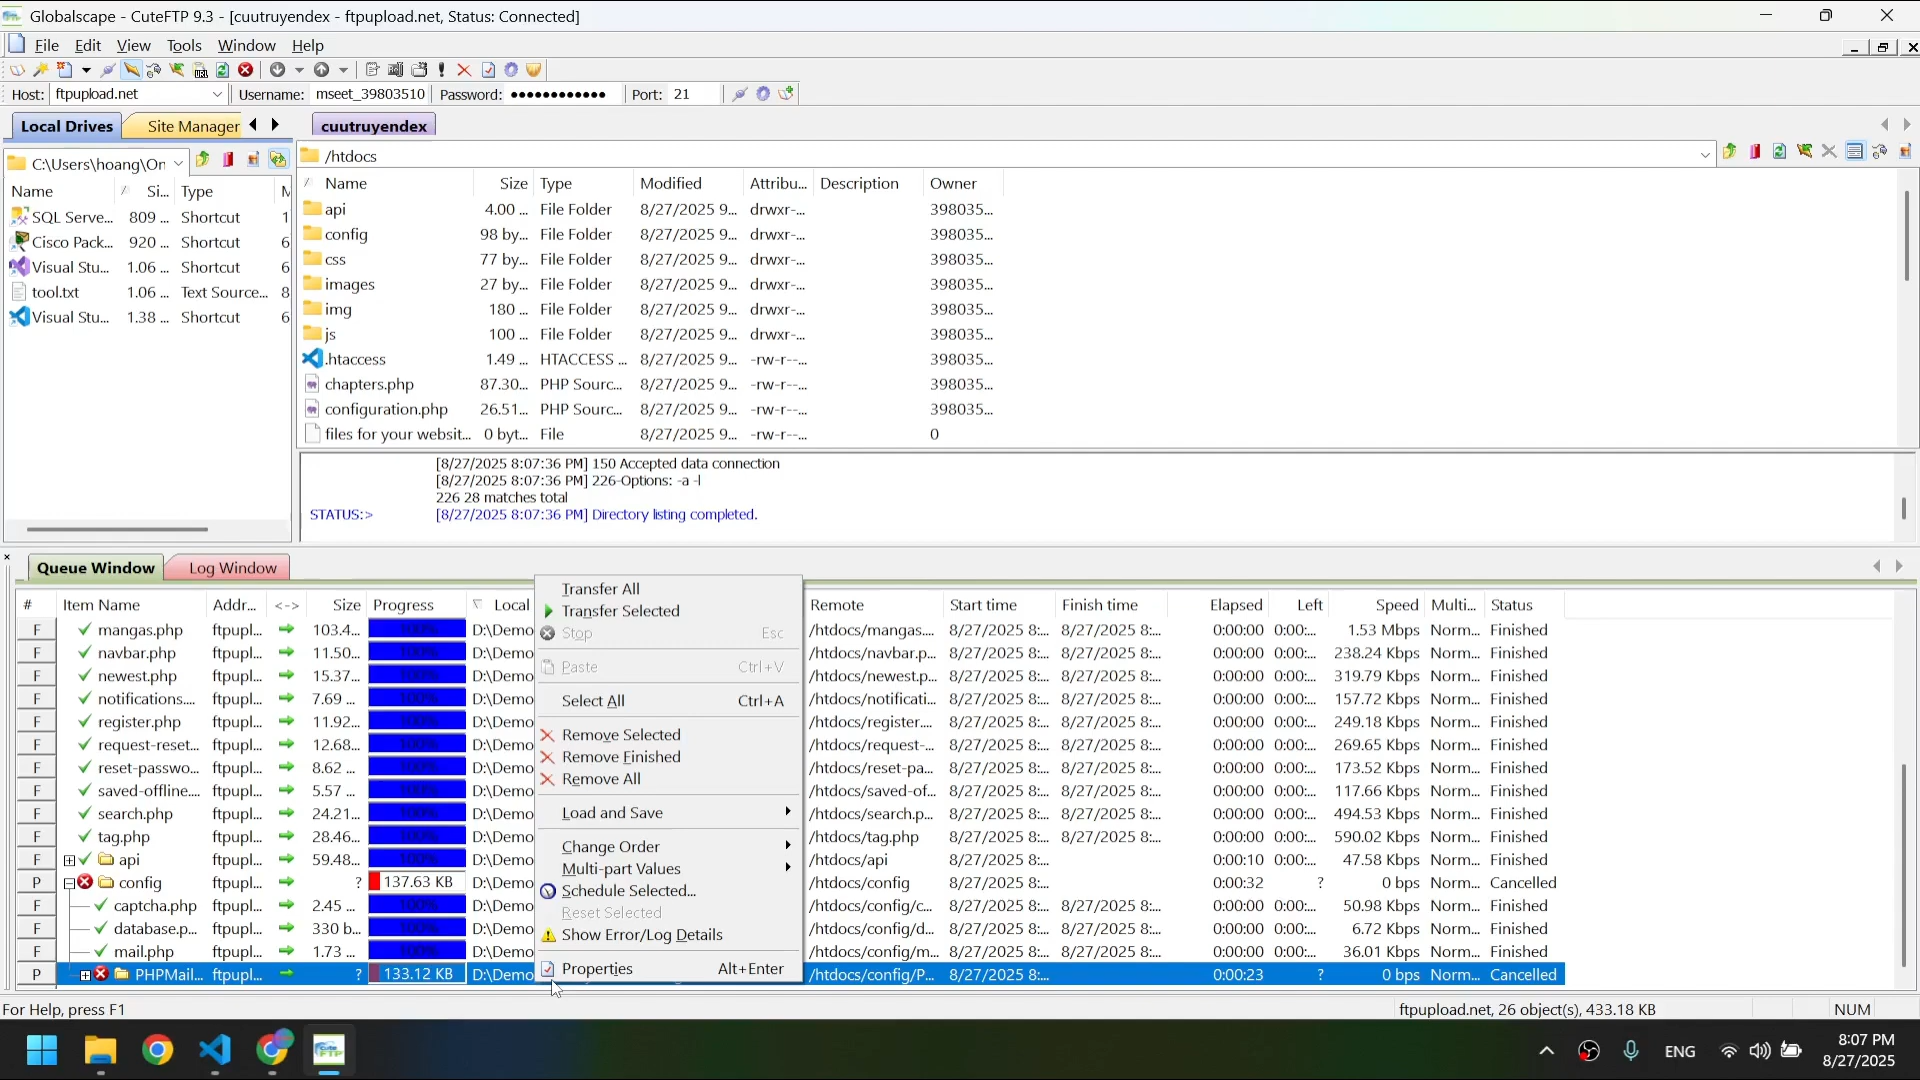 Globalscape - CuteFTP 9.3 - [cuutruyendex - ftpupload.net, Status: Connected]
File Edit View Tools Window Help
Host: ftpupload.net Username: mseet_39803510 Password: ●●●●●●●●●●●● Port: 21
Local Drives Site Manager cuutruyendex
C:\Users\hoang\On /htdocs
Name Si... Type M
SQL Serve... 809 ... Shortcut 1
Cisco Pack... 920 ... Shortcut 6
Visual Stu... 1.06 ... Shortcut 6
tool.txt 1.06 ... Text Source... 8
Visual Stu... 1.38 ... Shortcut 6
Name Size Type Modified Attribu... Description Owner
api 4.00 ... File Folder 8/27/2025 9... drwxr-... 398035...
config 98 by... File Folder 8/27/2025 9... drwxr-... 398035...
css 77 by... File Folder 8/27/2025 9... drwxr-... 398035...
images 27 by... File Folder 8/27/2025 9... drwxr-... 398035...
img 180 ... File Folder 8/27/2025 9... drwxr-... 398035...
js 100 ... File Folder 8/27/2025 9... drwxr-... 398035...
.htaccess 1.49 ... HTACCESS ... 8/27/2025 9... -rw-r--... 398035...
chapters.php 87.30... PHP Sourc... 8/27/2025 9... -rw-r--... 398035...
configuration.php 26.51... PHP Sourc... 8/27/2025 9... -rw-r--... 398035...
files for your websit... 0 byt... File 8/27/2025 9... -rw-r--... 0
[8/27/2025 8:07:36 PM] 150 Accepted data connection
[8/27/2025 8:07:36 PM] 226-Options: -a -l
226 28 matches total
STATUS:> [8/27/2025 8:07:36 PM] Directory listing completed.
Queue Window Log Window
# Item Name Addr... <-> Size Progress Local Remote Start time Finish time Elapsed Left Speed Multi... Status
F mangas.php ftpupl... 103.4... 100% D:\Demo /htdocs/mangas.... 8/27/2025 8:... 8/27/2025 8:... 0:00:00 0:00:... 1.53 Mbps Norm... Finished
F navbar.php ftpupl... 11.50... 100% D:\Demo /htdocs/navbar.p... 8/27/2025 8:... 8/27/2025 8:... 0:00:00 0:00:... 238.24 Kbps Norm... Finished
F newest.php ftpupl... 15.37... 100% D:\Demo /htdocs/newest.p... 8/27/2025 8:... 8/27/2025 8:... 0:00:00 0:00:... 319.79 Kbps Norm... Finished
F notifications.... ftpupl... 7.69 ... 100% D:\Demo /htdocs/notificati... 8/27/2025 8:... 8/27/2025 8:... 0:00:00 0:00:... 157.72 Kbps Norm... Finished
F register.php ftpupl... 11.92... 100% D:\Demo /htdocs/register.... 8/27/2025 8:... 8/27/2025 8:... 0:00:00 0:00:... 249.18 Kbps Norm... Finished
F request-reset... ftpupl... 12.68... 100% D:\Demo /htdocs/request-... 8/27/2025 8:... 8/27/2025 8:... 0:00:00 0:00:... 269.65 Kbps Norm... Finished
F reset-passwo... ftpupl... 8.62 ... 100% D:\Demo /htdocs/reset-pa... 8/27/2025 8:... 8/27/2025 8:... 0:00:00 0:00:... 173.52 Kbps Norm... Finished
F saved-offline.... ftpupl... 5.57 ... 100% D:\Demo /htdocs/saved-of... 8/27/2025 8:... 8/27/2025 8:... 0:00:00 0:00:... 117.66 Kbps Norm... Finished
F search.php ftpupl... 24.21... 100% D:\Demo /htdocs/search.p... 8/27/2025 8:... 8/27/2025 8:... 0:00:00 0:00:... 494.53 Kbps Norm... Finished
F tag.php ftpupl... 28.46... 100% D:\Demo /htdocs/tag.php 8/27/2025 8:... 8/27/2025 8:... 0:00:00 0:00:... 590.02 Kbps Norm... Finished
F api ftpupl... 59.48... 100% D:\Demo /htdocs/api 8/27/2025 8:... 0:00:10 0:00:... 47.58 Kbps Norm... Finished
P config ftpupl... ? 137.63 KB D:\Demo /htdocs/config 8/27/2025 8:... 0:00:32 ? 0 bps Norm... Cancelled
F captcha.php ftpupl... 2.45 ... 100% D:\Demo /htdocs/config/c... 8/27/2025 8:... 8/27/2025 8:... 0:00:00 0:00:... 50.98 Kbps Norm... Finished
F database.p... ftpupl... 330 b... 100% D:\Demo /htdocs/config/d... 8/27/2025 8:... 8/27/2025 8:... 0:00:00 0:00:... 6.72 Kbps Norm... Finished
F mail.php ftpupl... 1.73 ... 100% D:\Demo /htdocs/config/m... 8/27/2025 8:... 8/27/2025 8:... 0:00:00 0:00:... 36.01 Kbps Norm... Finished
P PHPMail... ftpupl... ? 133.12 KB D:\Demo /htdocs/config/P... 8/27/2025 8:... 0:00:23 ? 0 bps Norm... Cancelled
Transfer All
Transfer Selected
Stop Esc
Paste Ctrl+V
Select All Ctrl+A
Remove Selected
Remove Finished
Remove All
Load and Save
Change Order
Multi-part Values
Schedule Selected...
Reset Selected
Show Error/Log Details
Properties Alt+Enter
For Help, press F1 ftpupload.net, 26 object(s), 433.18 KB NUM
ENG 8:07 PM
8/27/2025